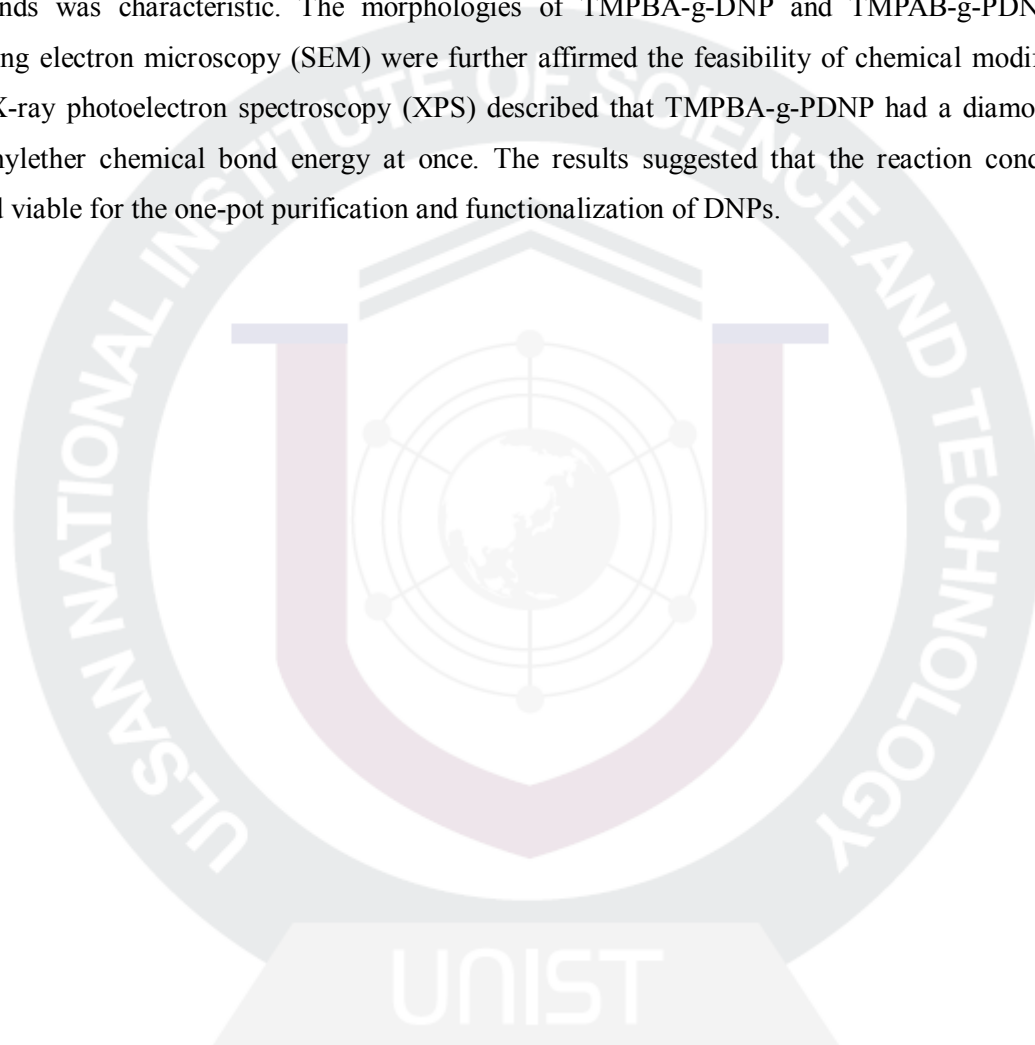 nds was characteristic. The morphologies of TMPBA-g-DNP and TMPAB-g-PDN
ng electron microscopy (SEM) were further affirmed the feasibility of chemical modif
X-ray photoelectron spectroscopy (XPS) described that TMPBA-g-PDNP had a diamo
nylether chemical bond energy at once. The results suggested that the reaction cond
l viable for the one-pot purification and functionalization of DNPs.
ULSAN NATIONAL INSTITUTE OF SCIENCE AND TECHNOLOGY
UNIST